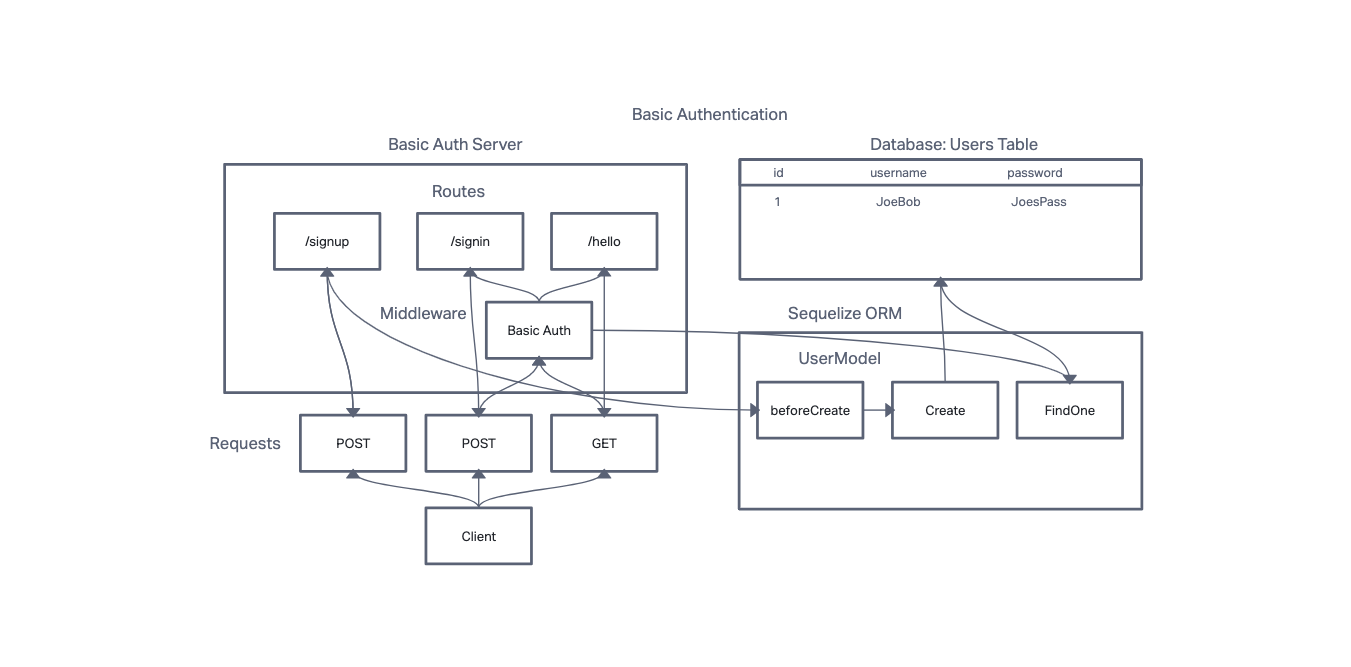 Basic Authentication
Basic Auth Server
Routes
/signup
/signin
/hello
Middleware
Basic Auth
Requests
POST
POST
GET
Client
Database: Users Table
id username password
1 JoeBob JoesPass
Sequelize ORM
UserModel
beforeCreate
Create
FindOne